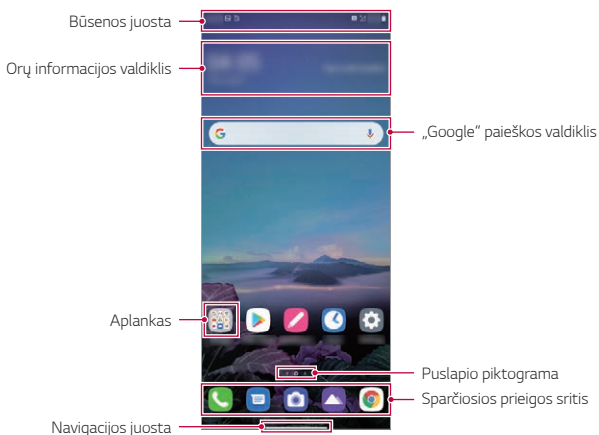 Būsenos juosta
Orų informacijos valdiklis
„Google" paieškos valdiklis
Aplankas
Puslapio piktograma
Sparčiosios prieigos sritis
Navigacijos juosta